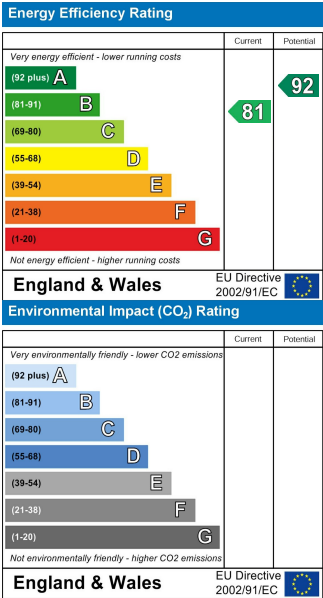 Energy Efficiency Rating
Current Potential
Very energy efficient - lower running costs
(92 plus) A
(81-91) B
(69-80) C
(55-68) D
(39-54) E
(21-38) F
(1-20) G
81
92
Not energy efficient - higher running costs
England & Wales
EU Directive
2002/91/EC
Environmental Impact (CO₂) Rating
Current Potential
Very environmentally friendly - lower CO2 emissions
(92 plus) A
(81-91) B
(69-80) C
(55-68) D
(39-54) E
(21-38) F
(1-20) G
Not environmentally friendly - higher CO2 emissions
England & Wales
EU Directive
2002/91/EC